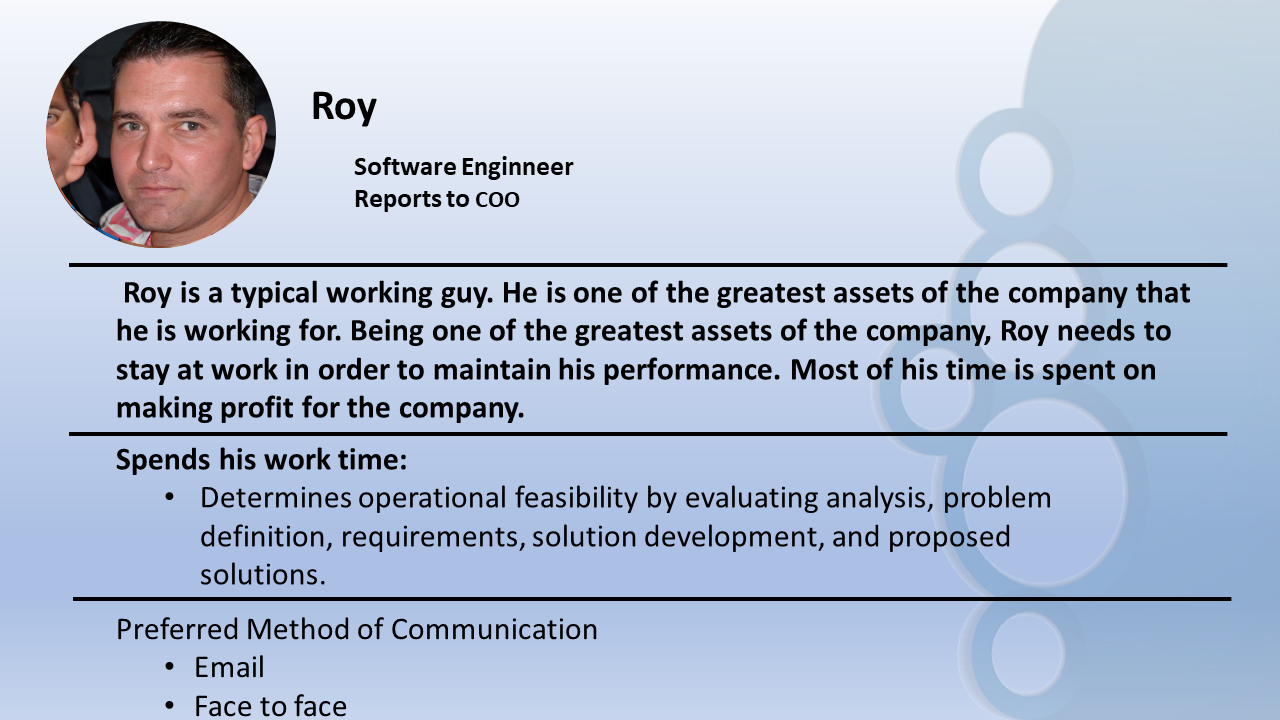 Roy
Software Enginneer
Reports to COO
Roy is a typical working guy. He is one of the greatest assets of the company that
he is working for. Being one of the greatest assets of the company, Roy needs to
stay at work in order to maintain his performance. Most of his time is spent on
making profit for the company.
Spends his work time:
• Determines operational feasibility by evaluating analysis, problem
definition, requirements, solution development, and proposed
solutions.
Preferred Method of Communication
• Email
• Face to face